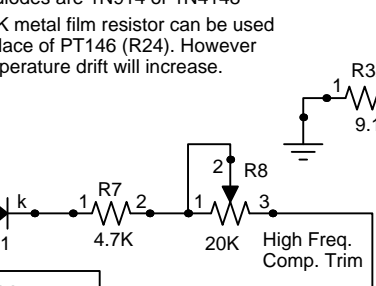 diodes are 1N914 or 1N4148
K metal film resistor can be used
lace of PT146 (R24). However
perature drift will increase.
R3
1
9.1
2
R8
k
1
R7
2
1
3
1
4.7K
20K
High Freq.
Comp. Trim